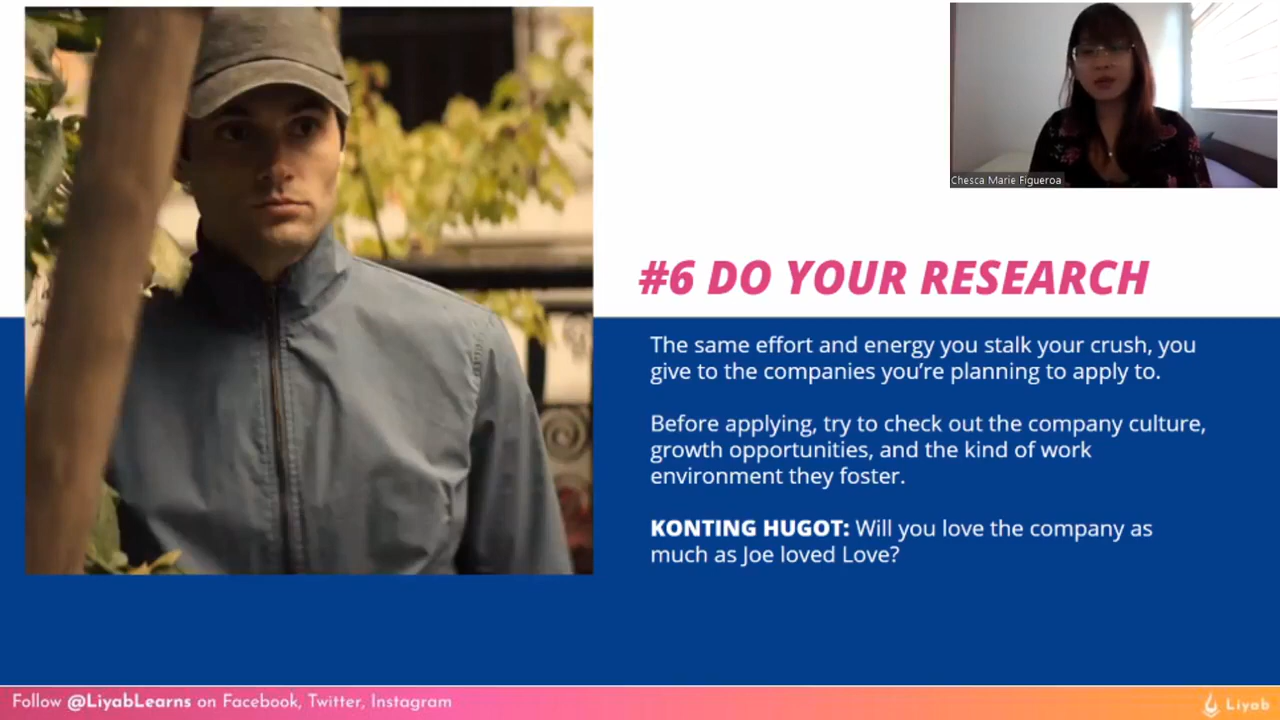 Chesca Marie Figueroa
#6 DO YOUR RESEARCH
The same effort and energy you stalk your crush, you
give to the companies you're planning to apply to.
Before applying, try to check out the company culture,
growth opportunities, and the kind of work
environment they foster.
KONTING HUGOT: Will you love the company as
much as Joe loved Love?
Follow @LiyabLearns on Facebook, Twitter, Instagram
Liyab